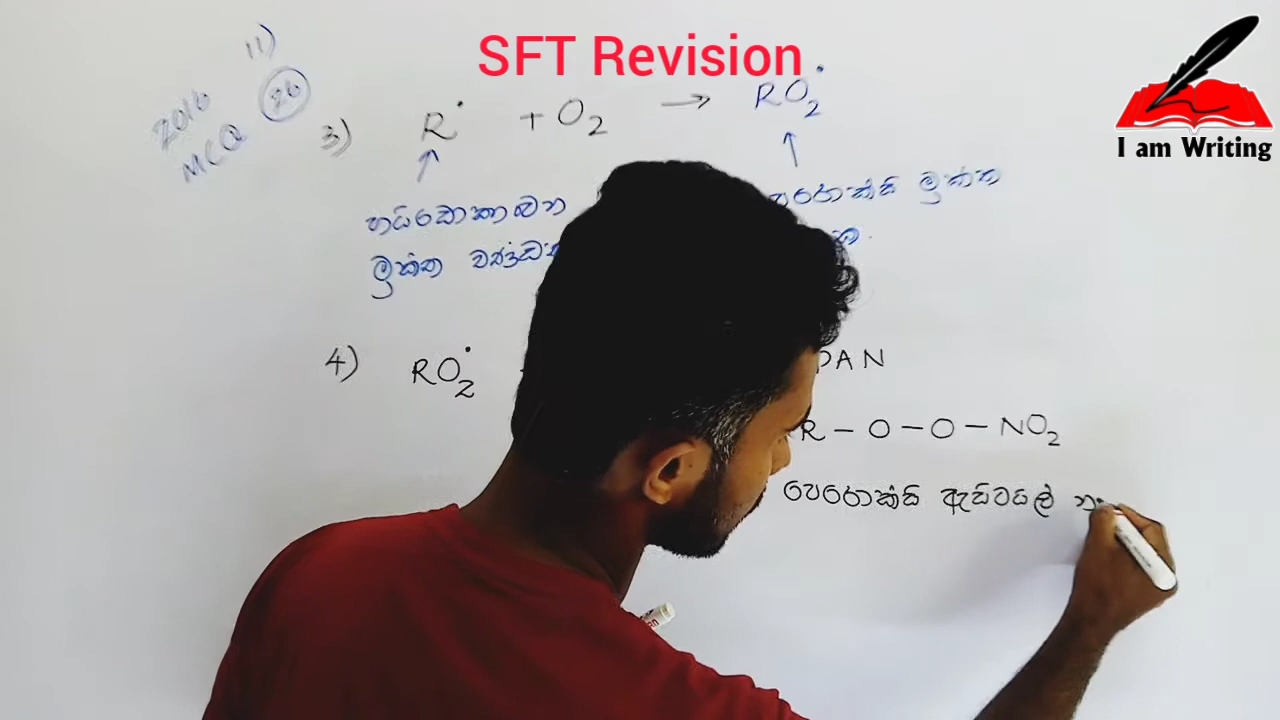 SFT Revision
I am Writing
11)
2016
MCQ 26
3) R• + O₂ → RO₂•
↑ ↑
හයිඩොකාබන පෙරොක්සි මුක්ත
මුක්ත
4) RO₂• PAN
R – O – O – NO₂
පෙරොක්සි ඇසිටයිල්